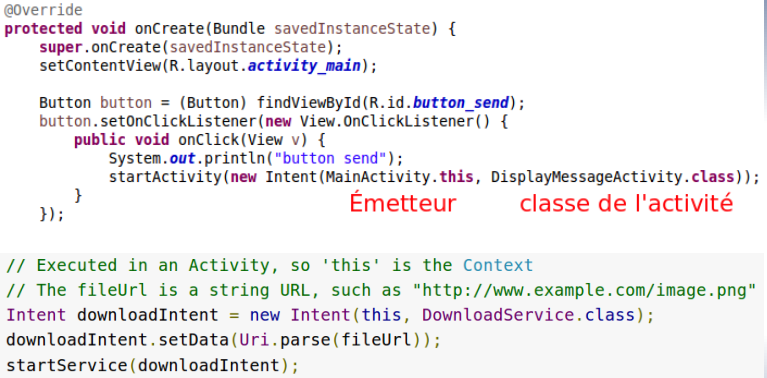 @Override
protected void onCreate(Bundle savedInstanceState) {
    super.onCreate(savedInstanceState);
    setContentView(R.layout.activity_main);

    Button button = (Button) findViewById(R.id.button_send);
    button.setOnClickListener(new View.OnClickListener() {
        public void onClick(View v) {
            System.out.println("button send");
            startActivity(new Intent(MainActivity.this, DisplayMessageActivity.class));
        }
Émetteur classe de l'activité
    });
// Executed in an Activity, so 'this' is the Context
// The fileUrl is a string URL, such as "http://www.example.com/image.png"
Intent downloadIntent = new Intent(this, DownloadService.class);
downloadIntent.setData(Uri.parse(fileUrl));
startService(downloadIntent);